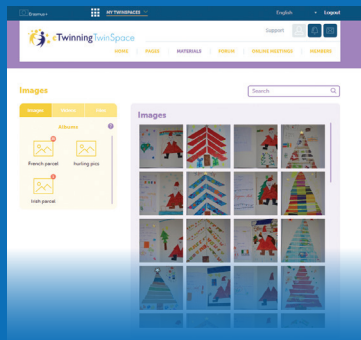 Erasmus+ MY TWINSPACES English Logout
Support
eTwinning TwinSpace
HOME PAGES MATERIALS FORUM ONLINE MEETINGS MEMBERS
Images
Search
Images Videos Files
Albums
Images
French parcel hurling pics
Irish parcel